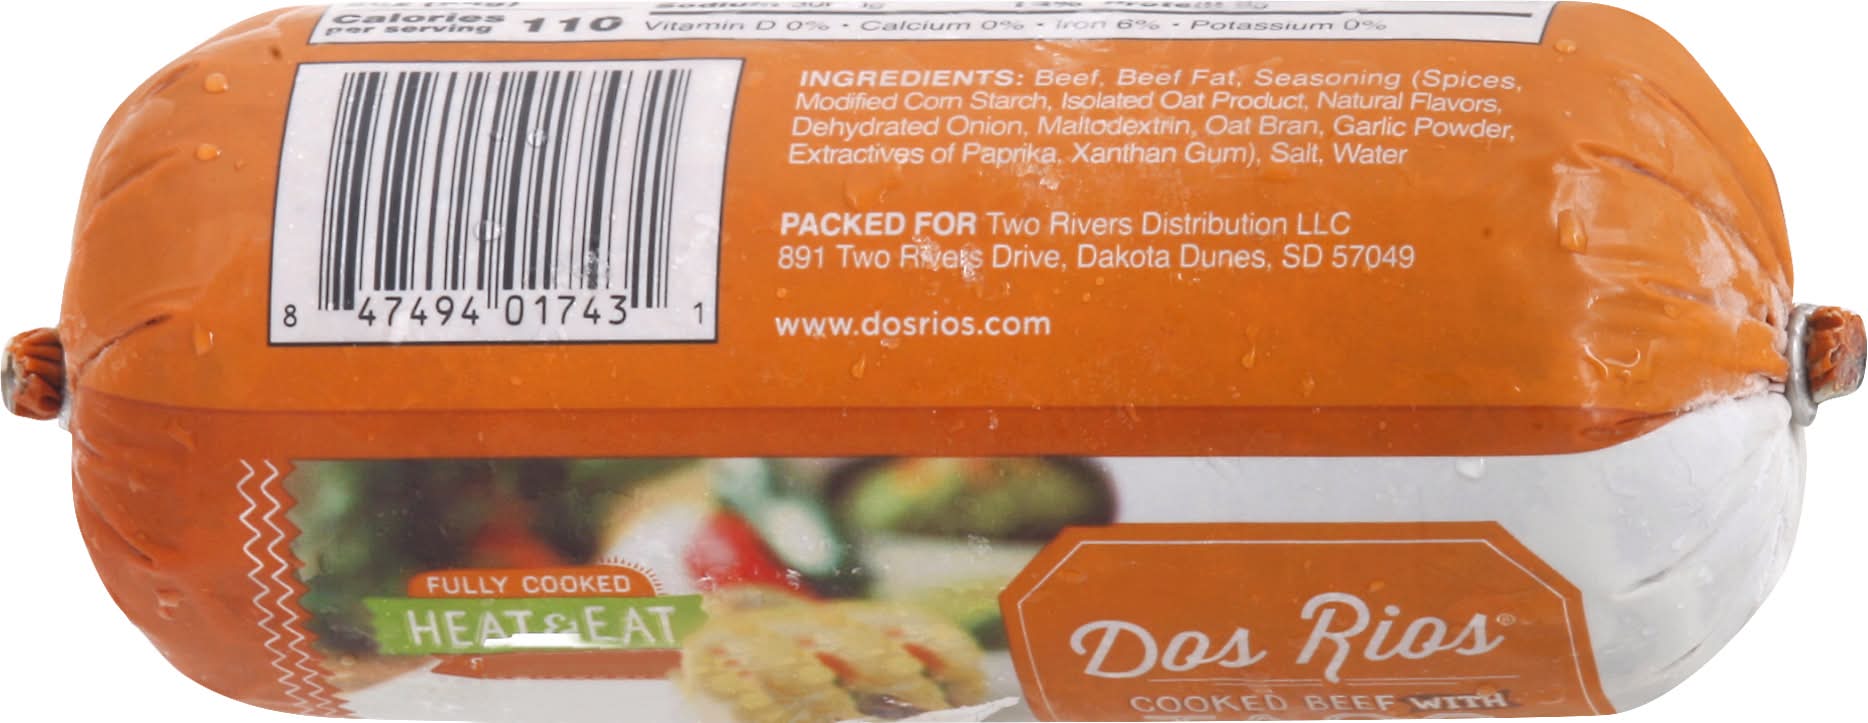 Calories
per serving 110
Vitamin D 0% • Calcium 0% • Iron 6% • Potassium 0%
INGREDIENTS: Beef, Beef Fat, Seasoning (Spices,
Modified Corn Starch, Isolated Oat Product, Natural Flavors,
Dehydrated Onion, Maltodextrin, Oat Bran, Garlic Powder,
Extractives of Paprika, Xanthan Gum), Salt, Water
PACKED FOR Two Rivers Distribution LLC
891 Two Rivers Drive, Dakota Dunes, SD 57049
www.dosrios.com
8 47494 01743 1
FULLY COOKED
HEAT & EAT
Dos Rios®
COOKED BEEF WITH